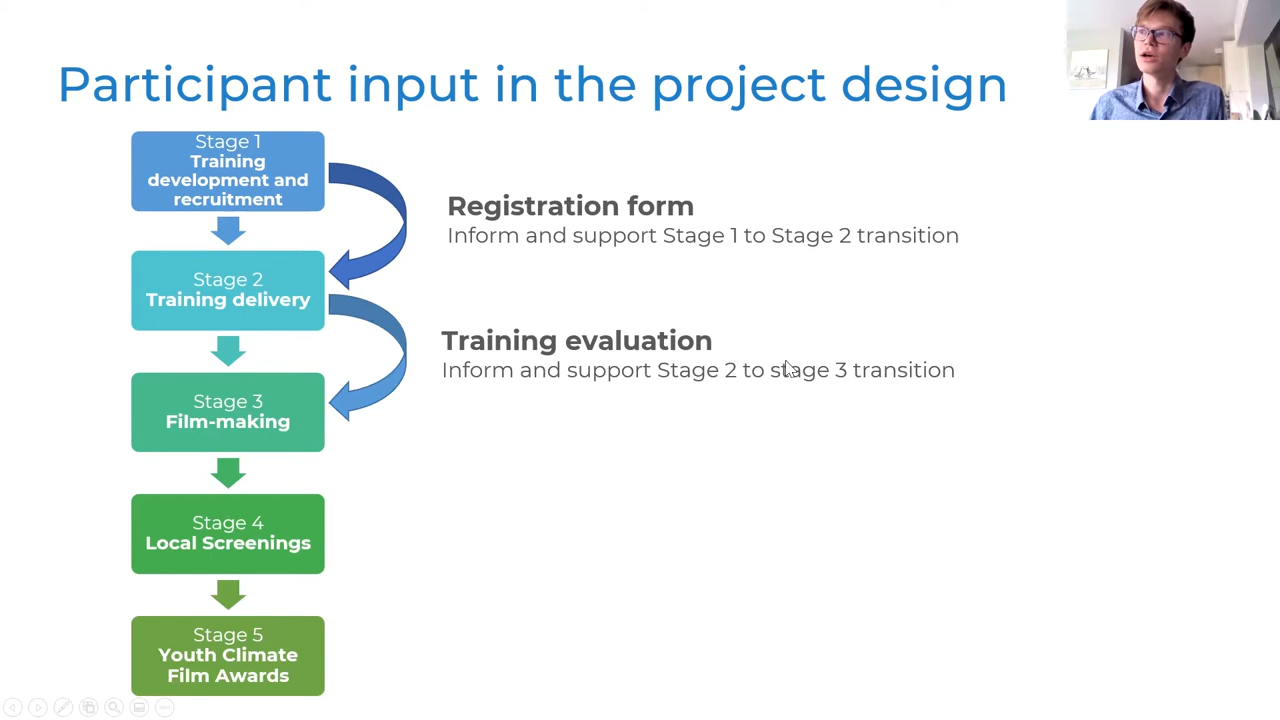 Participant input in the project design
Stage 1
Training
development and
recruitment
Registration form
Inform and support Stage 1 to Stage 2 transition
Stage 2
Training delivery
Training evaluation
Inform and support Stage 2 to stage 3 transition
Stage 3
Film-making
Stage 4
Local Screenings
Stage 5
Youth Climate
Film Awards